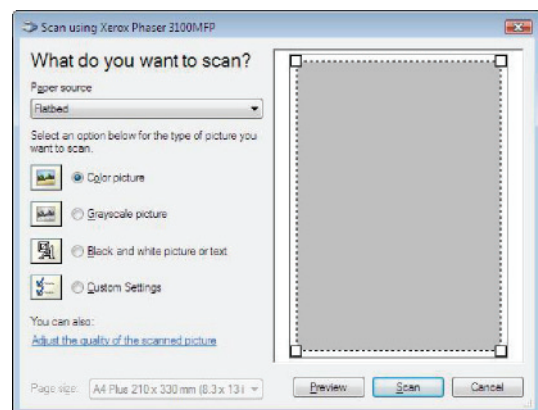 Scan using Xerox Phaser 3100MFP
What do you want to scan?
Paper source
Flatbed
Select an option below for the type of picture you
want to scan.
Color picture
Grayscale picture
Black and white picture or text
Custom Settings
You can also:
Adjust the quality of the scanned picture
Page size: A4 Plus 210 x 330 mm (8.3 x 13 (
Preview Scan Cancel